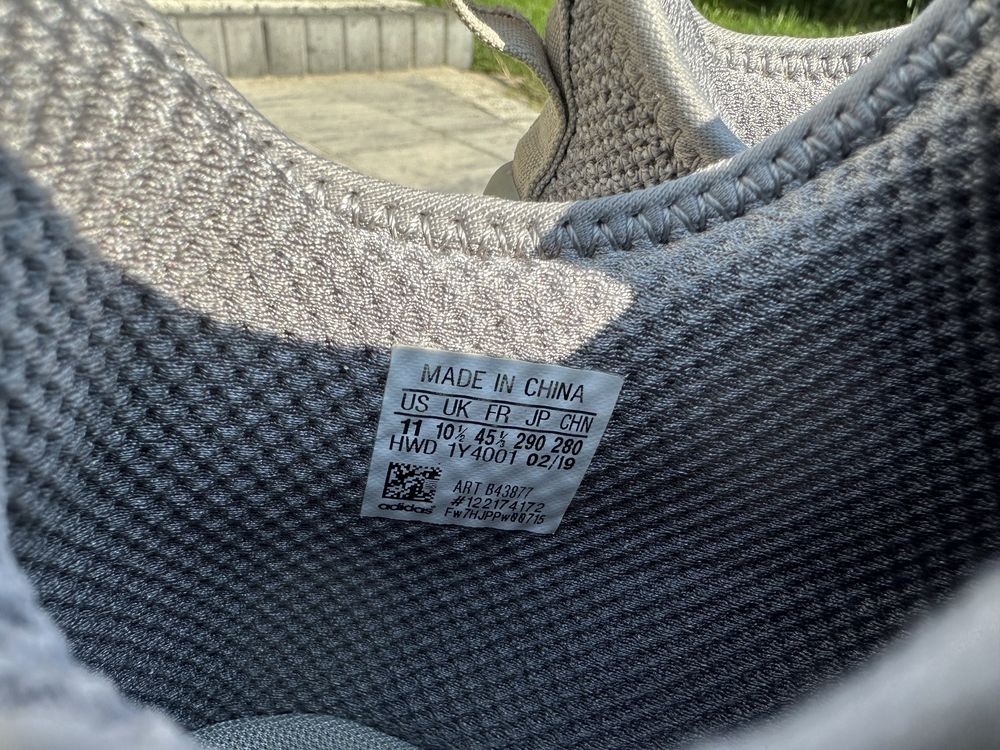 MADE IN CHINA
US UK FR JP CHN
11 10½ 45⅓ 290 280
HWD 1Y4001 02/19
ART B43877
#122174172
adidas FW7HJPPW00715